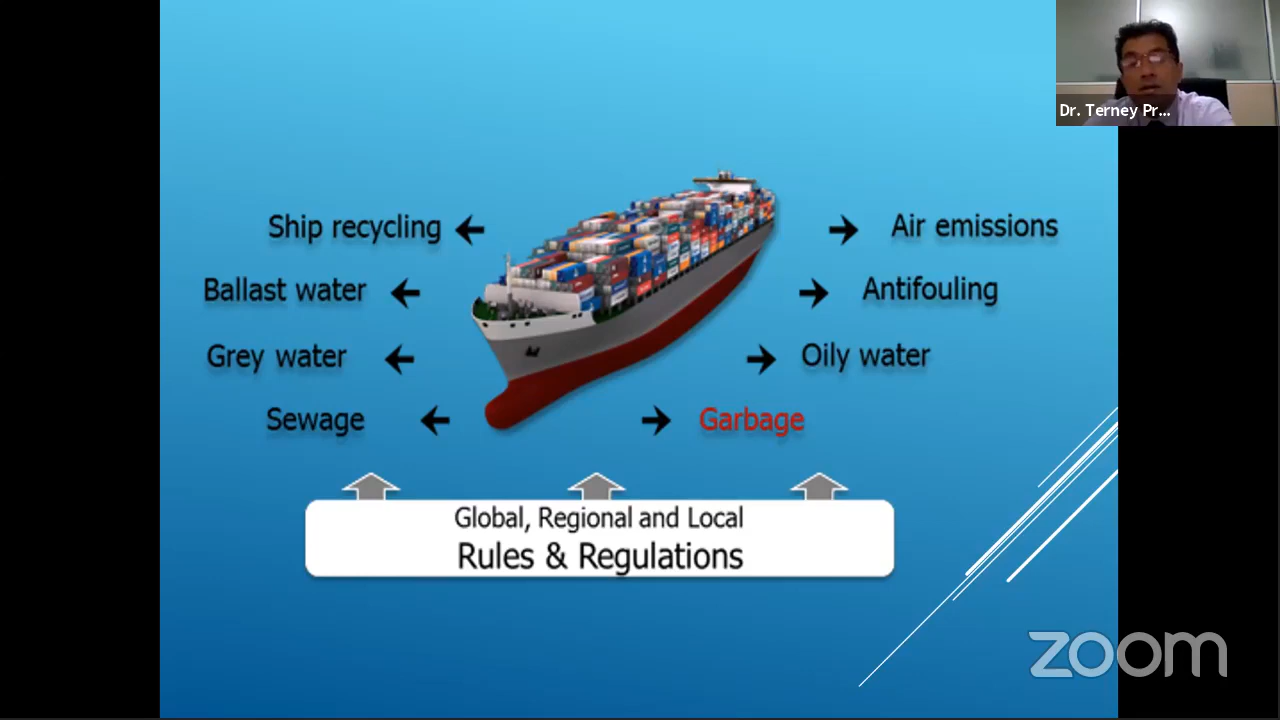 Dr. Terney Pr...
Ship recycling
Air emissions
Ballast water
Antifouling
Grey water
Oily water
Sewage
Garbage
Global, Regional and Local
Rules & Regulations
zoom